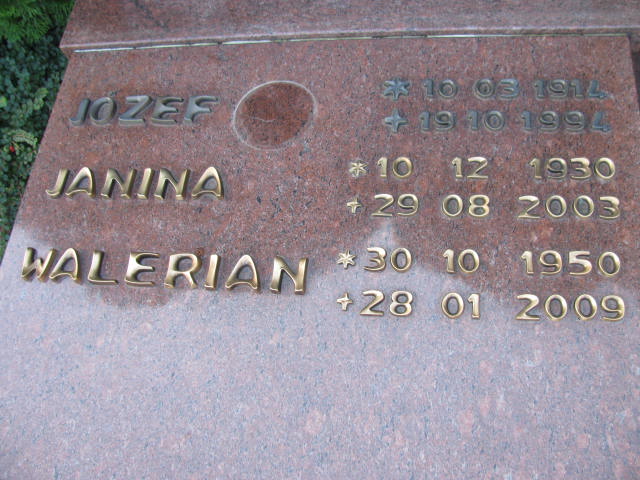 JÓZEF * 10 03 1914
+ 19 10 1994
JANINA * 10 12 1930
+ 29 08 2003
WALERIAN * 30 10 1950
+ 28 01 2009